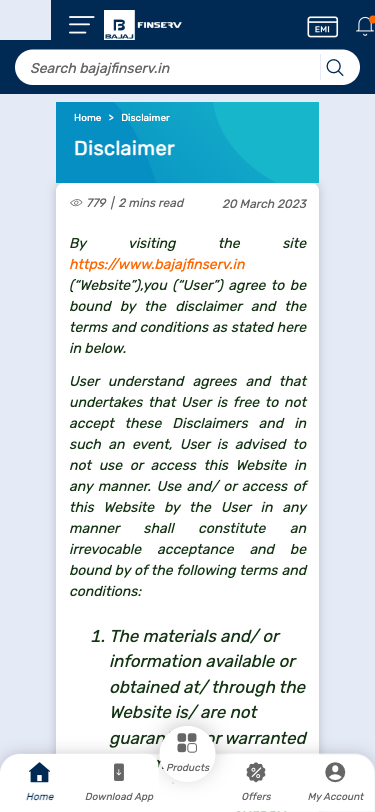 BAJAJ FINSERV
EMI
Search bajajfinserv.in
Home > Disclaimer
Disclaimer
779 | 2 mins read 20 March 2023
By visiting the site
https://www.bajajfinserv.in
(“Website”),you (“User”) agree to be
bound by the disclaimer and the
terms and conditions as stated here
in below.
User understand agrees and that
undertakes that User is free to not
accept these Disclaimers and in
such an event, User is advised to
not use or access this Website in
any manner. Use and/ or access of
this Website by the User in any
manner shall constitute an
irrevocable acceptance and be
bound by of the following terms and
conditions:
1. The materials and/ or
information available or
obtained at/ through the
Website is/ are not
or warranted
Products
Home Download App Offers My Account